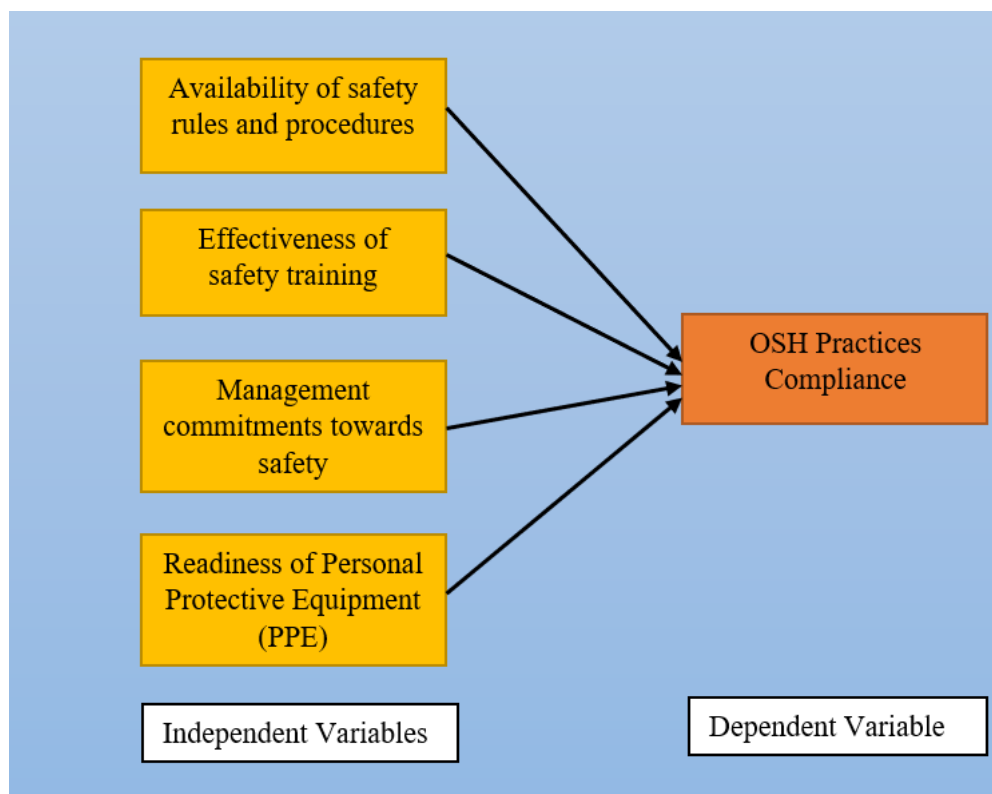 Availability of safety
rules and procedures
Effectiveness of
safety training
Management
commitments towards
safety
Readiness of Personal
Protective Equipment
(PPE)
OSH Practices
Compliance
Independent Variables
Dependent Variable